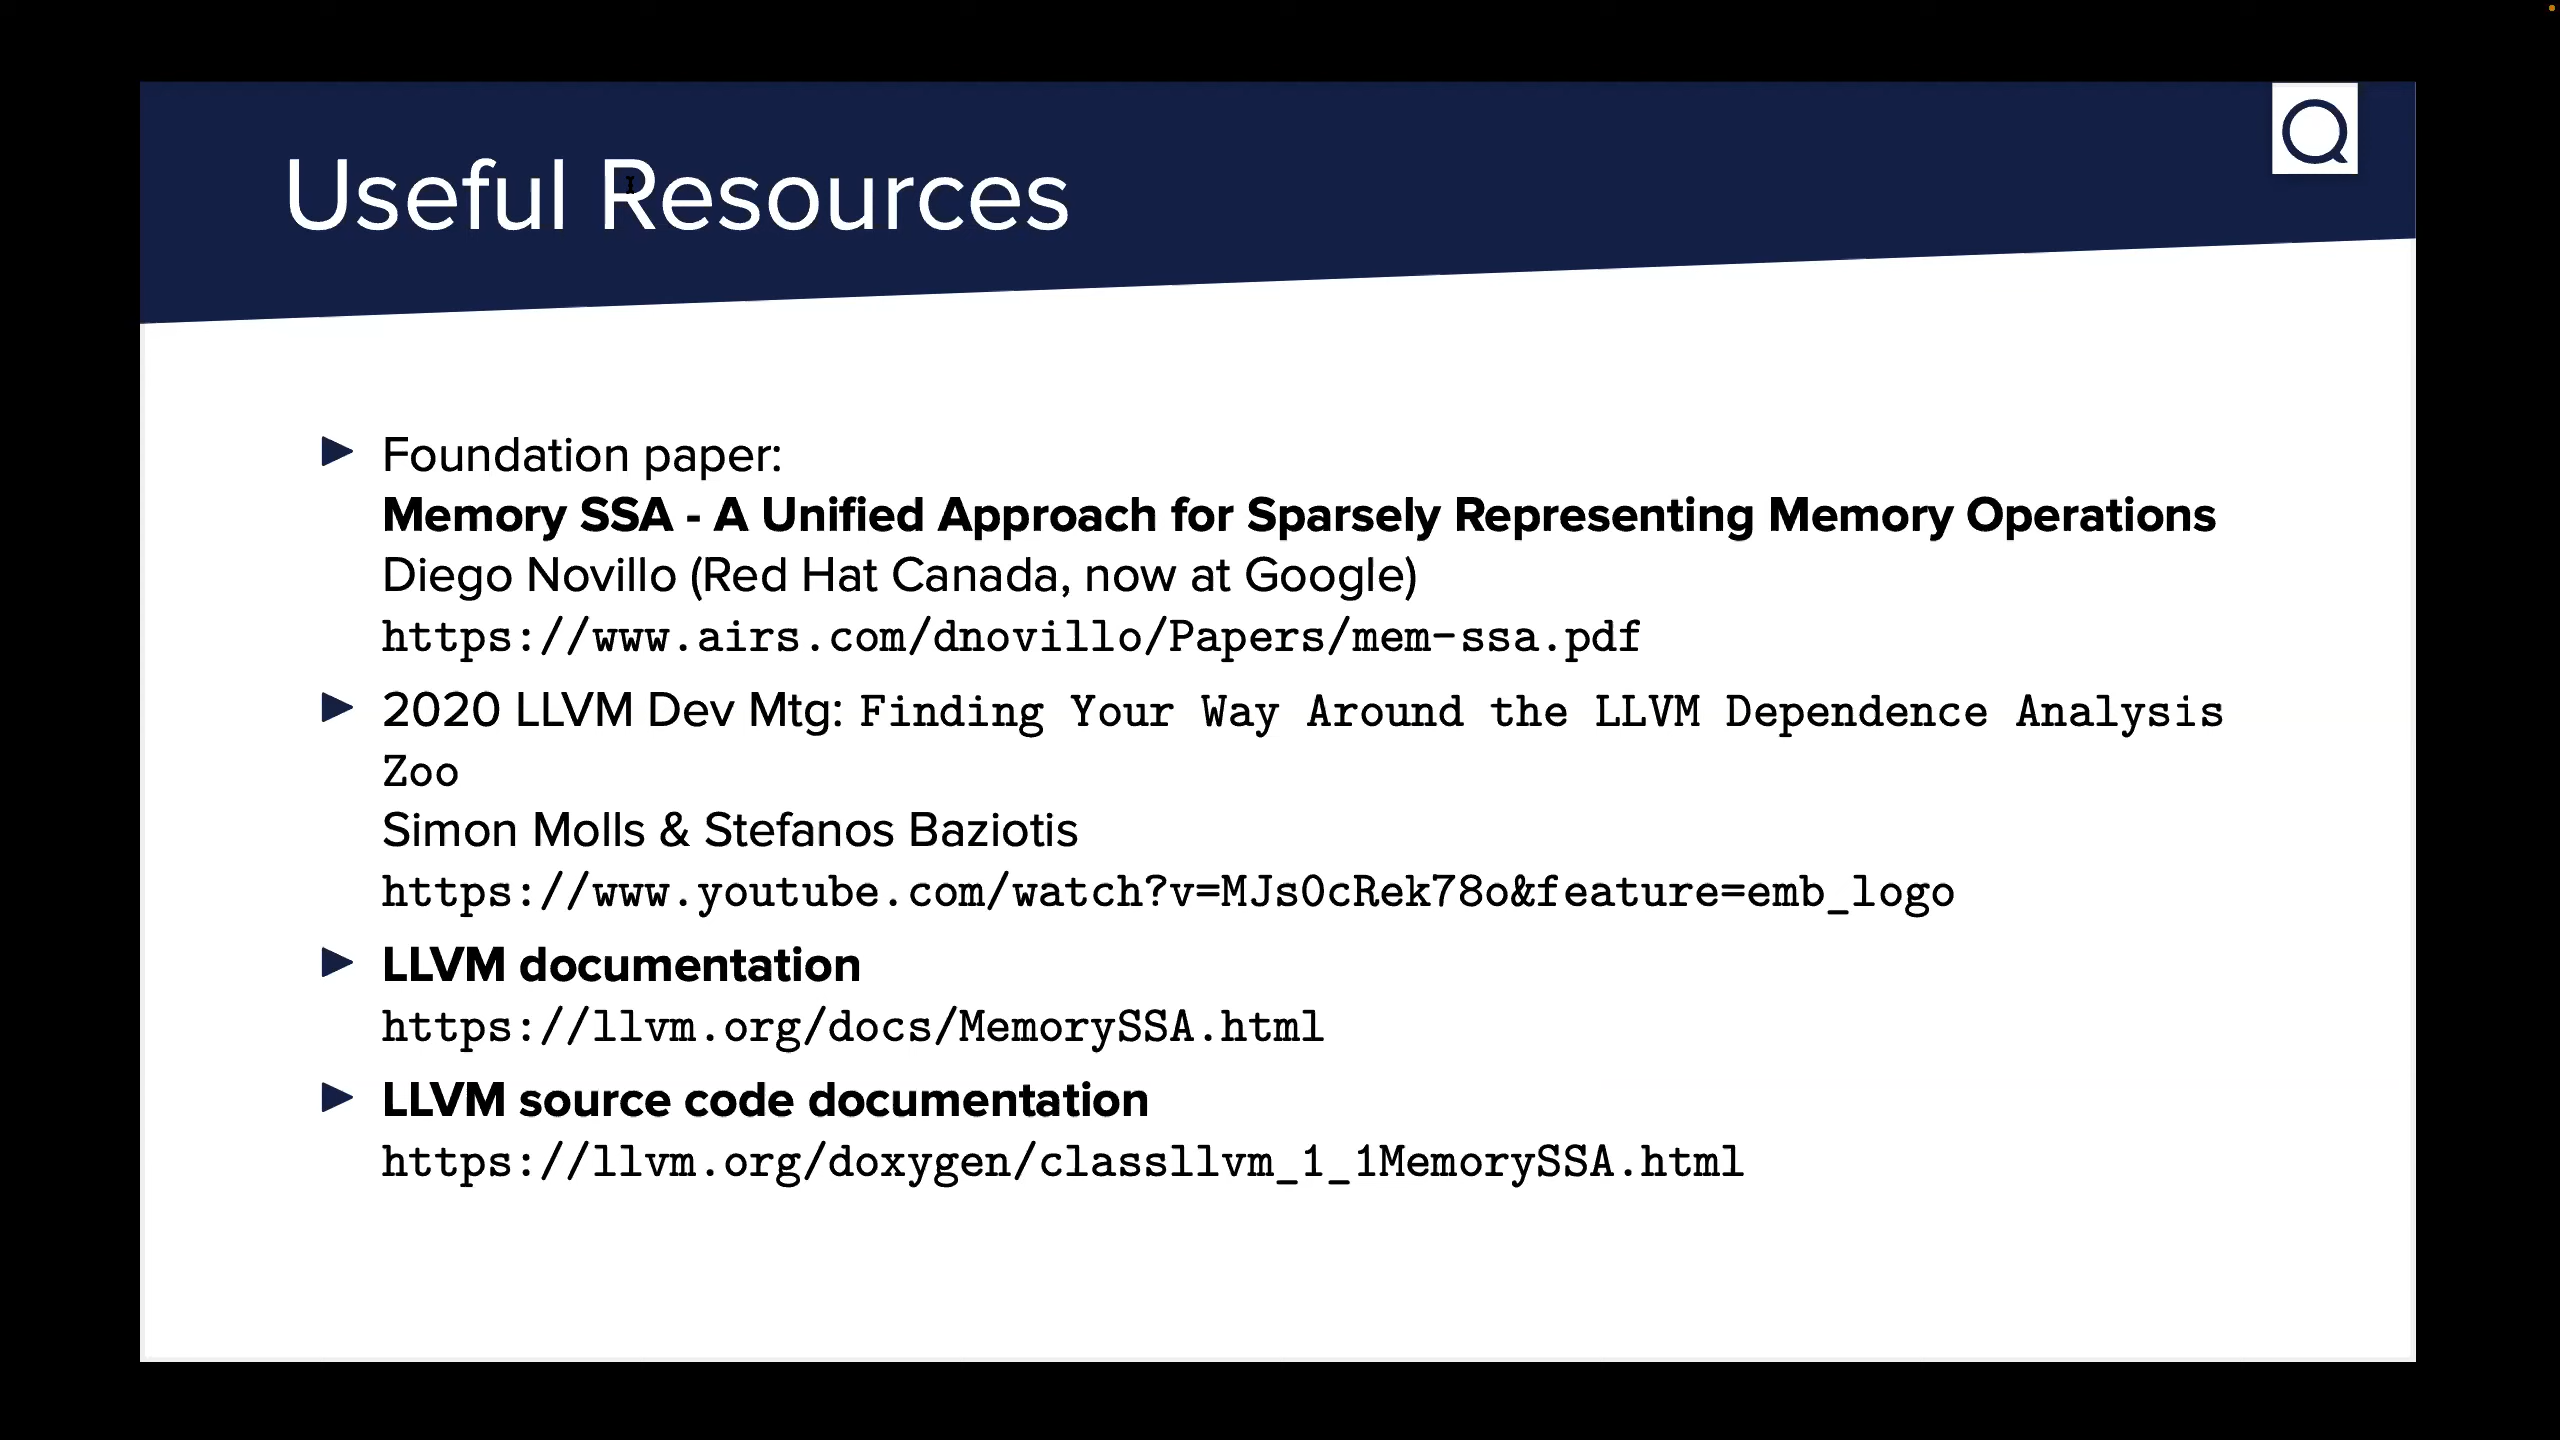 Useful Resources
Foundation paper:
Memory SSA - A Unified Approach for Sparsely Representing Memory Operations
Diego Novillo (Red Hat Canada, now at Google)
https://www.airs.com/dnovillo/Papers/mem-ssa.pdf
2020 LLVM Dev Mtg: Finding Your Way Around the LLVM Dependence Analysis
Zoo
Simon Molls & Stefanos Baziotis
https://www.youtube.com/watch?v=MJs0cRek78o&feature=emb_logo
LLVM documentation
https://llvm.org/docs/MemorySSA.html
LLVM source code documentation
https://llvm.org/doxygen/classllvm_1_1MemorySSA.html